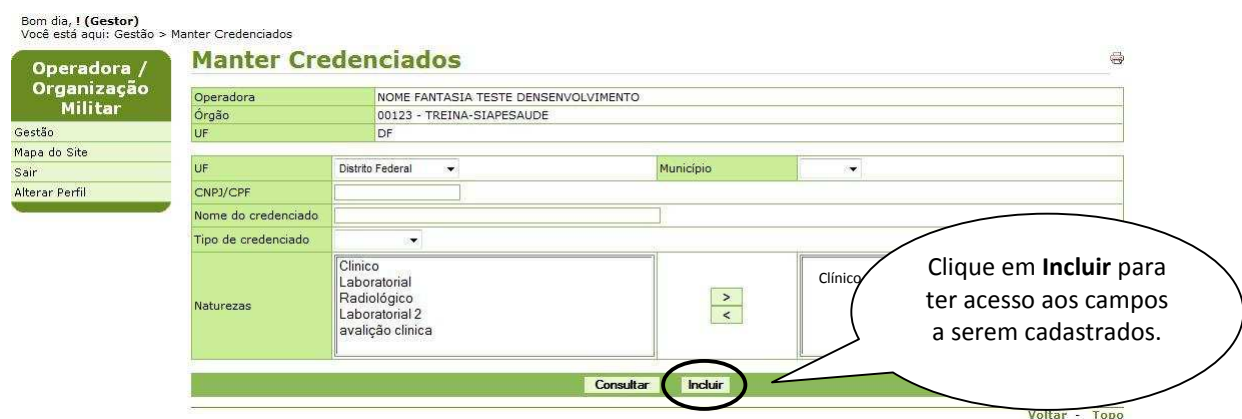 Bom dia, ! (Gestor)
Você está aqui: Gestão > Manter Credenciados
Operadora /
Organização
Militar
Gestão
Mapa do Site
Sair
Alterar Perfil
Manter Credenciados
Operadora NOME FANTASIA TESTE DENSENVOLVIMENTO
Órgão 00123 - TREINA-SIAPESAUDE
UF DF
UF Distrito Federal Município
CNPJ/CPF
Nome do credenciado
Tipo de credenciado
Naturezas
Clinico
Laboratorial
Radiológico
Laboratorial 2
avalição clinica
>
<
Clínico
Clique em Incluir para
ter acesso aos campos
a serem cadastrados.
Consultar Incluir
Voltar - Topo